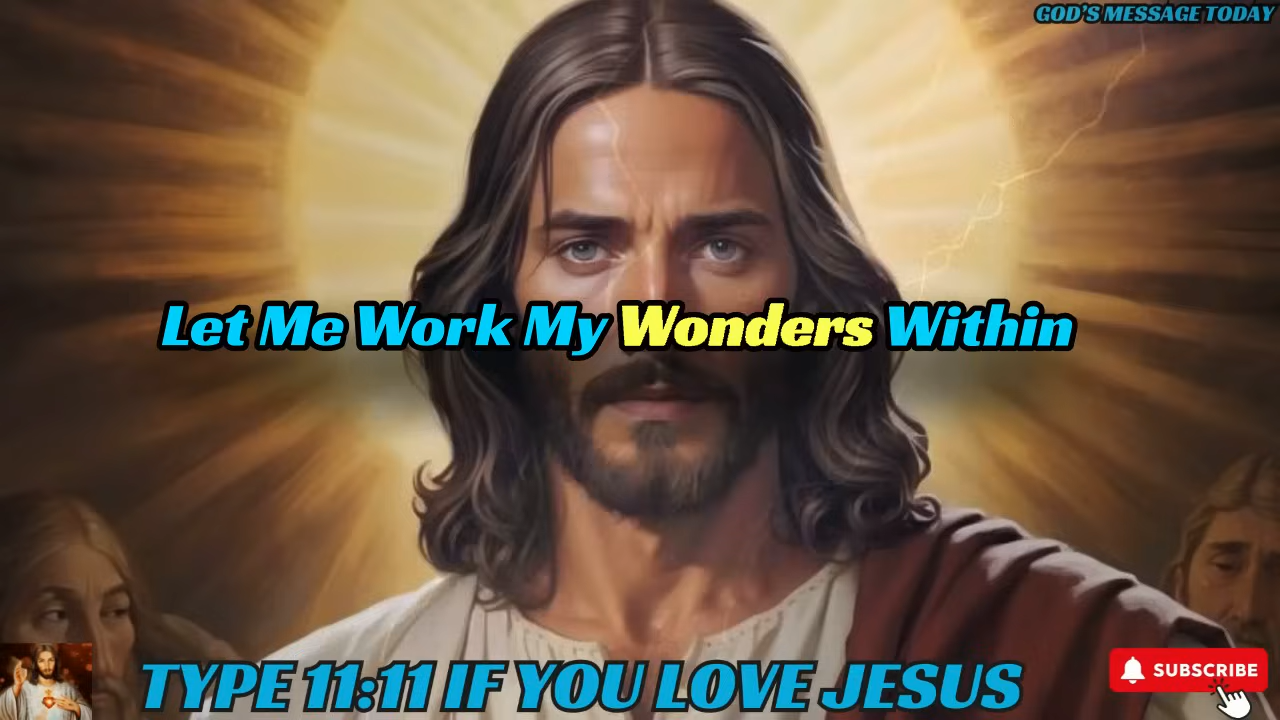 GOD'S MESSAGE TODAY
Let Me Work My Wonders Within
TYPE 11:11 IF YOU LOVE JESUS
SUBSCRIBE